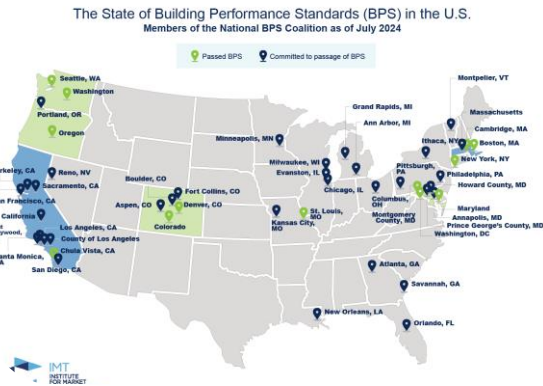 The State of Building Performance Standards (BPS) in the U.S.
Members of the National BPS Coalition as of July 2024
Passed BPS
Committed to passage of BPS
Seattle, WA
Washington
Portland, OR
Oregon
Reno, NV
Sacramento, CA
California
Los Angeles, CA
County of Los Angeles
Chula Vista, CA
San Diego, CA
Boulder, CO
Fort Collins, CO
Aspen, CO
Denver, CO
Colorado
Minneapolis, MN
Milwaukee, WI
Evanston, IL
Chicago, IL
Kansas City,
MO
St. Louis,
MO
Grand Rapids, MI
Ann Arbor, MI
Columbus,
OH
Pittsburg,
PA
Ithaca, NY
Montpelier, VT
Massachusetts
Cambridge, MA
Boston, MA
New York, NY
Philadelphia, PA
Howard County, MD
Montgomery
County, MD
Maryland
Annapolis, MD
Prince George's County, MD
Washington, DC
Atlanta, GA
Savannah, GA
New Orleans, LA
Orlando, FL
IMT
INSTITUTE
FOR MARKET